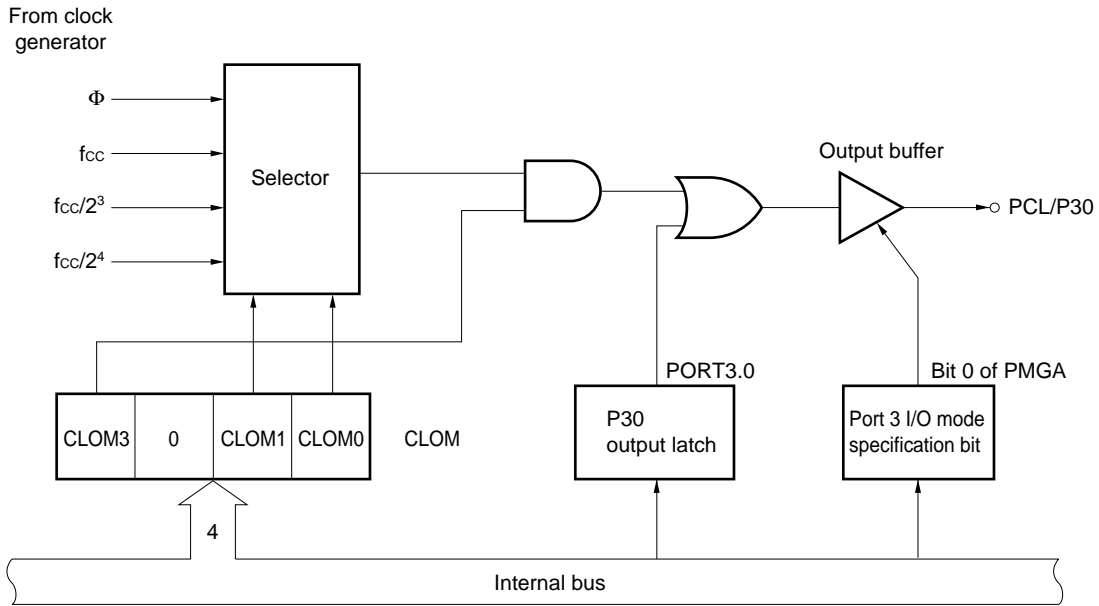 From clock
generator
Φ
fCC
fCC/2³
fCC/2⁴
Selector
Output buffer
PCL/P30
PORT3.0
Bit 0 of PMGA
CLOM3 0 CLOM1 CLOM0 CLOM
P30
output latch
Port 3 I/O mode
specification bit
4
Internal bus